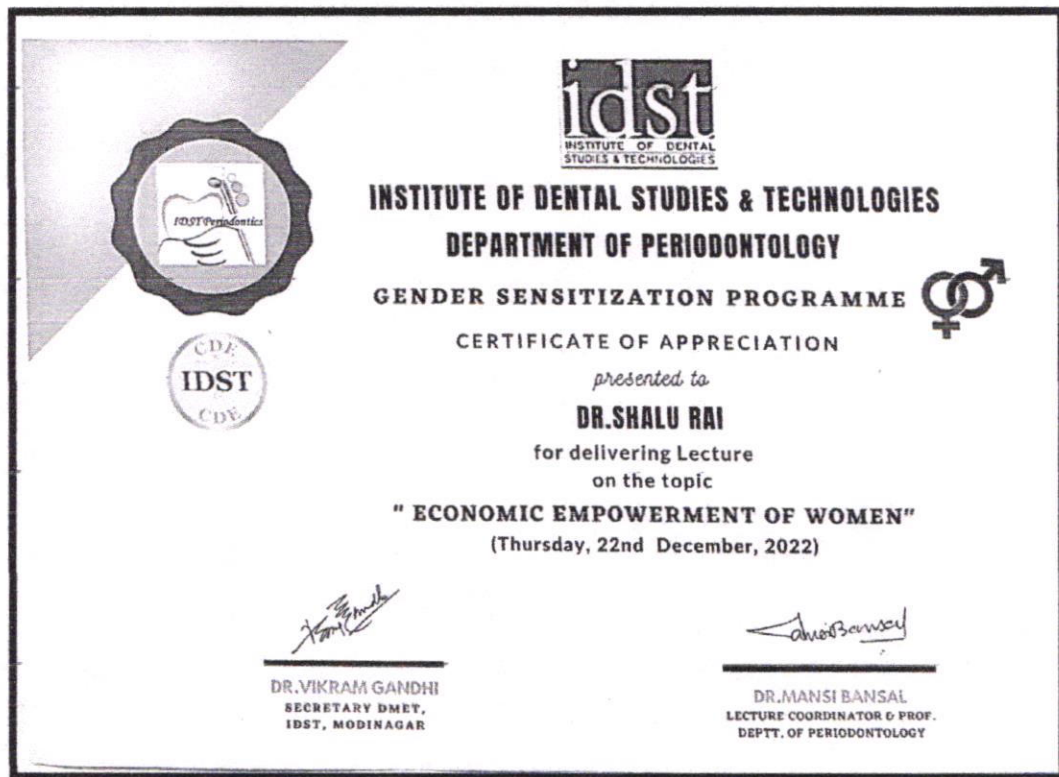 idst
INSTITUTE OF DENTAL
STUDIES & TECHNOLOGIES
INSTITUTE OF DENTAL STUDIES & TECHNOLOGIES
DEPARTMENT OF PERIODONTOLOGY
IDST Periodontics
GENDER SENSITIZATION PROGRAMME
CERTIFICATE OF APPRECIATION
CDE
IDST
CDE
presented to
DR.SHALU RAI
for delivering Lecture
on the topic
" ECONOMIC EMPOWERMENT OF WOMEN"
(Thursday, 22nd December, 2022)
Bansal
DR.VIKRAM GANDHI
SECRETARY DMET,
IDST, MODINAGAR
DR.MANSI BANSAL
LECTURE COORDINATOR & PROF.
DEPTT. OF PERIODONTOLOGY